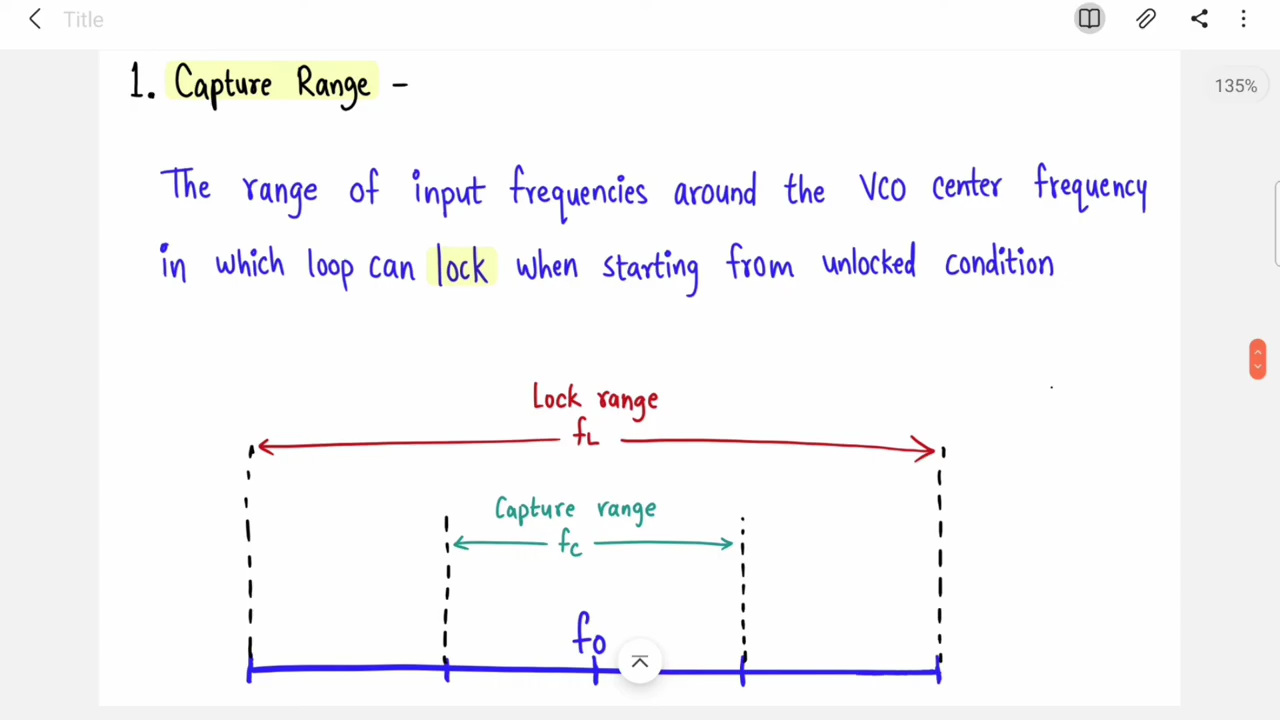 Title
135%
1. Capture Range -
The range of input frequencies around the VCO center frequency
in which loop can lock when starting from unlocked condition
Lock range
fL
Capture range
fc
fo